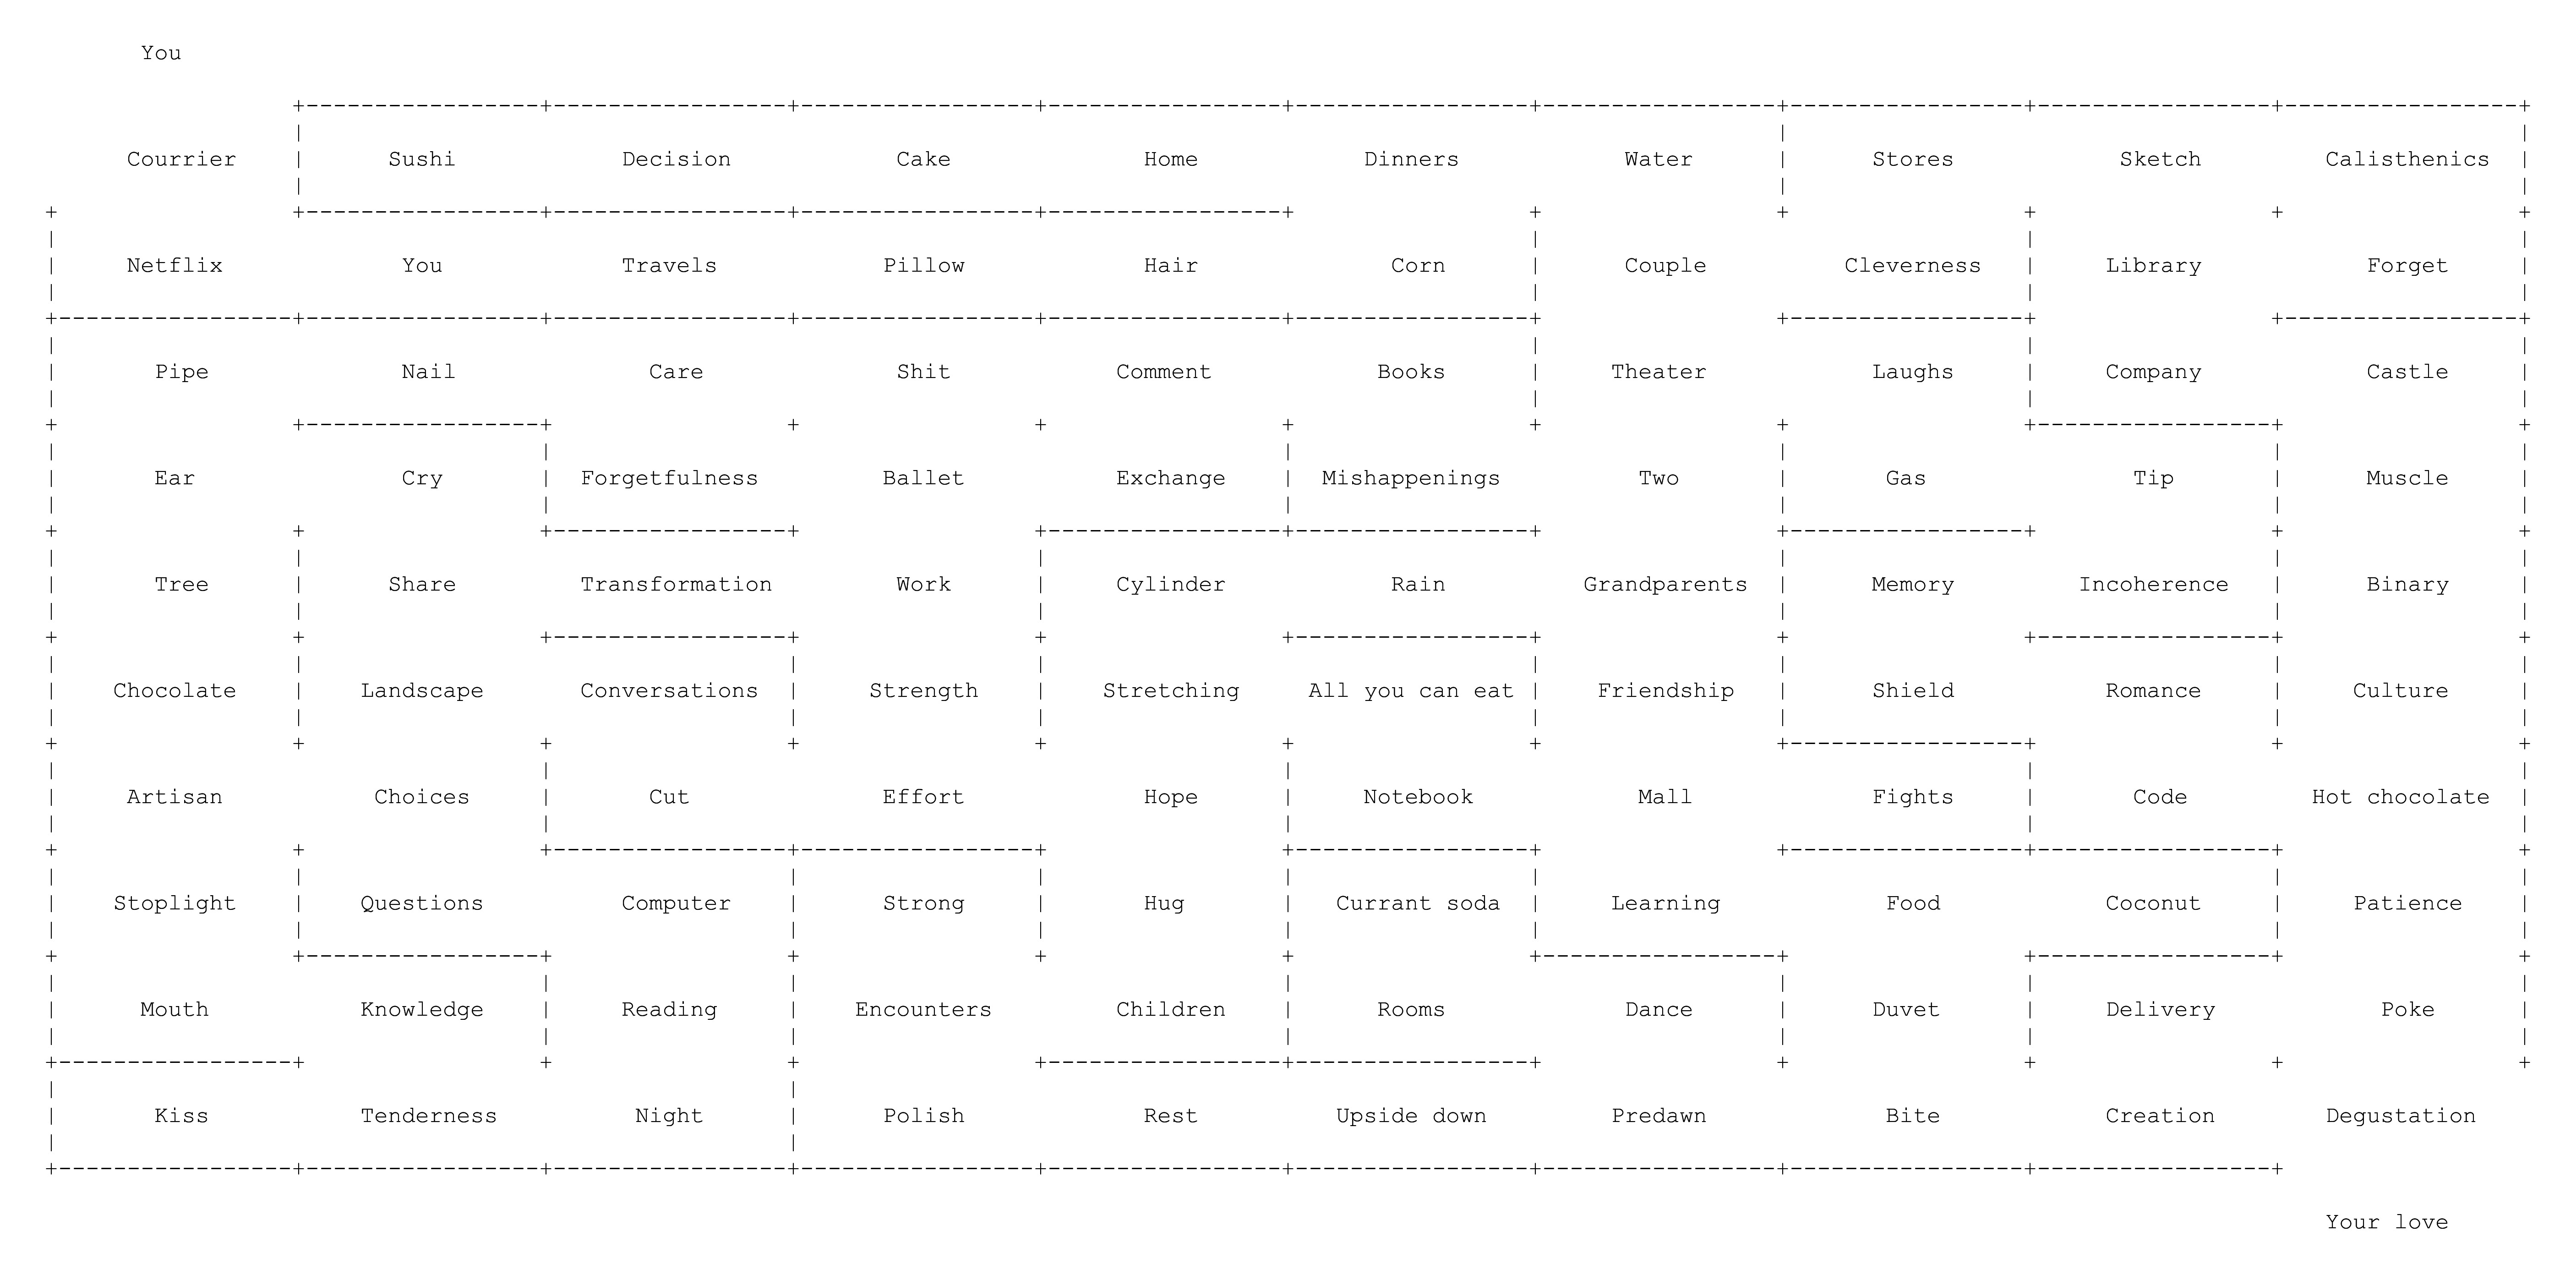 You
Courrier Sushi Decision Cake Home Dinners Water Stores Sketch Calisthenics
Netflix You Travels Pillow Hair Corn Couple Cleverness Library Forget
Pipe Nail Care Shit Comment Books Theater Laughs Company Castle
Ear Cry Forgetfulness Ballet Exchange Mishappenings Two Gas Tip Muscle
Tree Share Transformation Work Cylinder Rain Grandparents Memory Incoherence Binary
Chocolate Landscape Conversations Strength Stretching All you can eat Friendship Shield Romance Culture
Artisan Choices Cut Effort Hope Notebook Mall Fights Code Hot chocolate
Stoplight Questions Computer Strong Hug Currant soda Learning Food Coconut Patience
Mouth Knowledge Reading Encounters Children Rooms Dance Duvet Delivery Poke
Kiss Tenderness Night Polish Rest Upside down Predawn Bite Creation Degustation
Your love